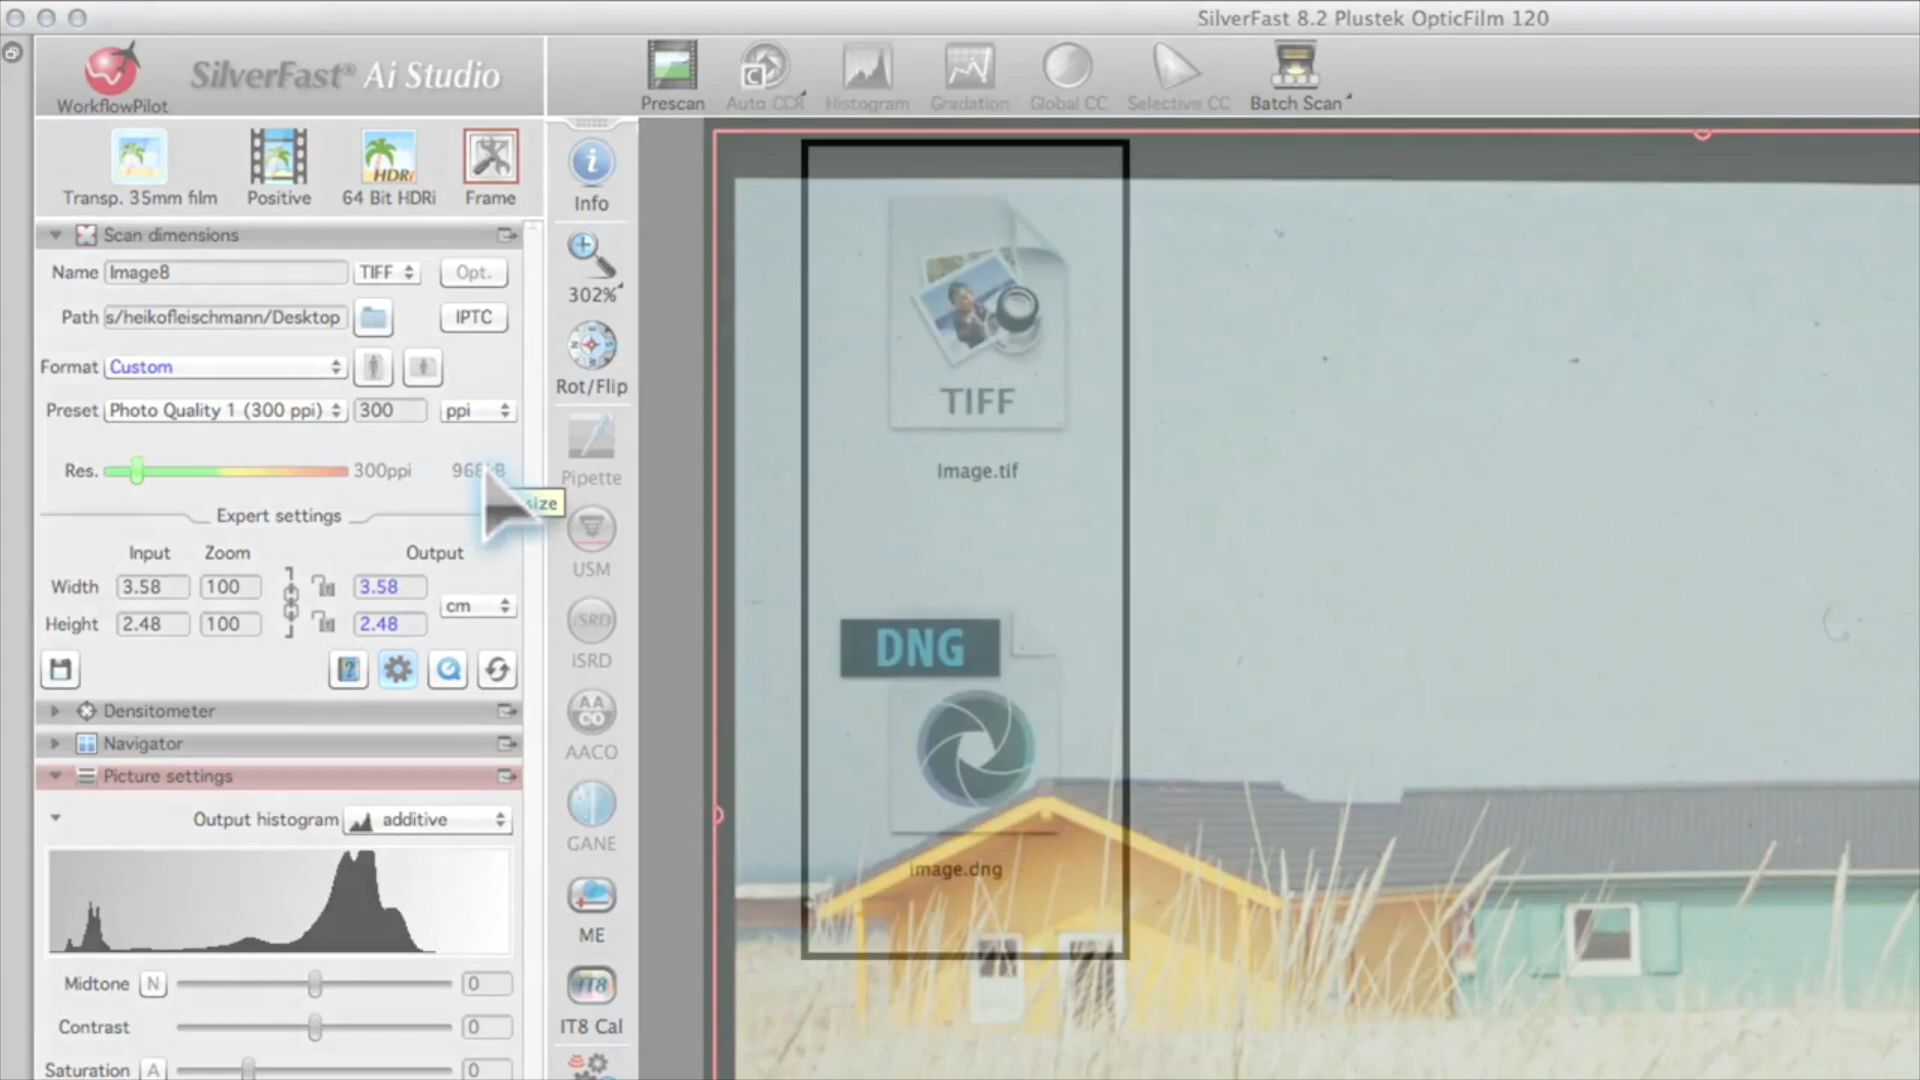 SilverFast 8.2 Plustek OpticFilm 120
WorkflowPilot
SilverFast® Ai Studio
Prescan
Auto CCR
Histogram
Gradation
Global CC
Selective CC
Batch Scan
Transp. 35mm film
Positive
HDRi
64 Bit HDRi
Frame
Info
Scan dimensions
Name Image8 TIFF Opt.
Path s/heikofleischmann/Desktop IPTC
Format Custom
Preset Photo Quality 1 (300 ppi) 300 ppi
Res. 300ppi
size
Expert settings
Input Zoom Output
Width 3.58 100 3.58
cm
Height 2.48 100 2.48
Densitometer
Navigator
Picture settings
Output histogram additive
Midtone N 0
Contrast 0
Saturation A 0
302%
Rot/Flip
Pipette
USM
iSRD
iSRD
AA
CO
AACO
GANE
ME
IT8
IT8 Cal
TIFF
Image.tif
DNG
image.dng